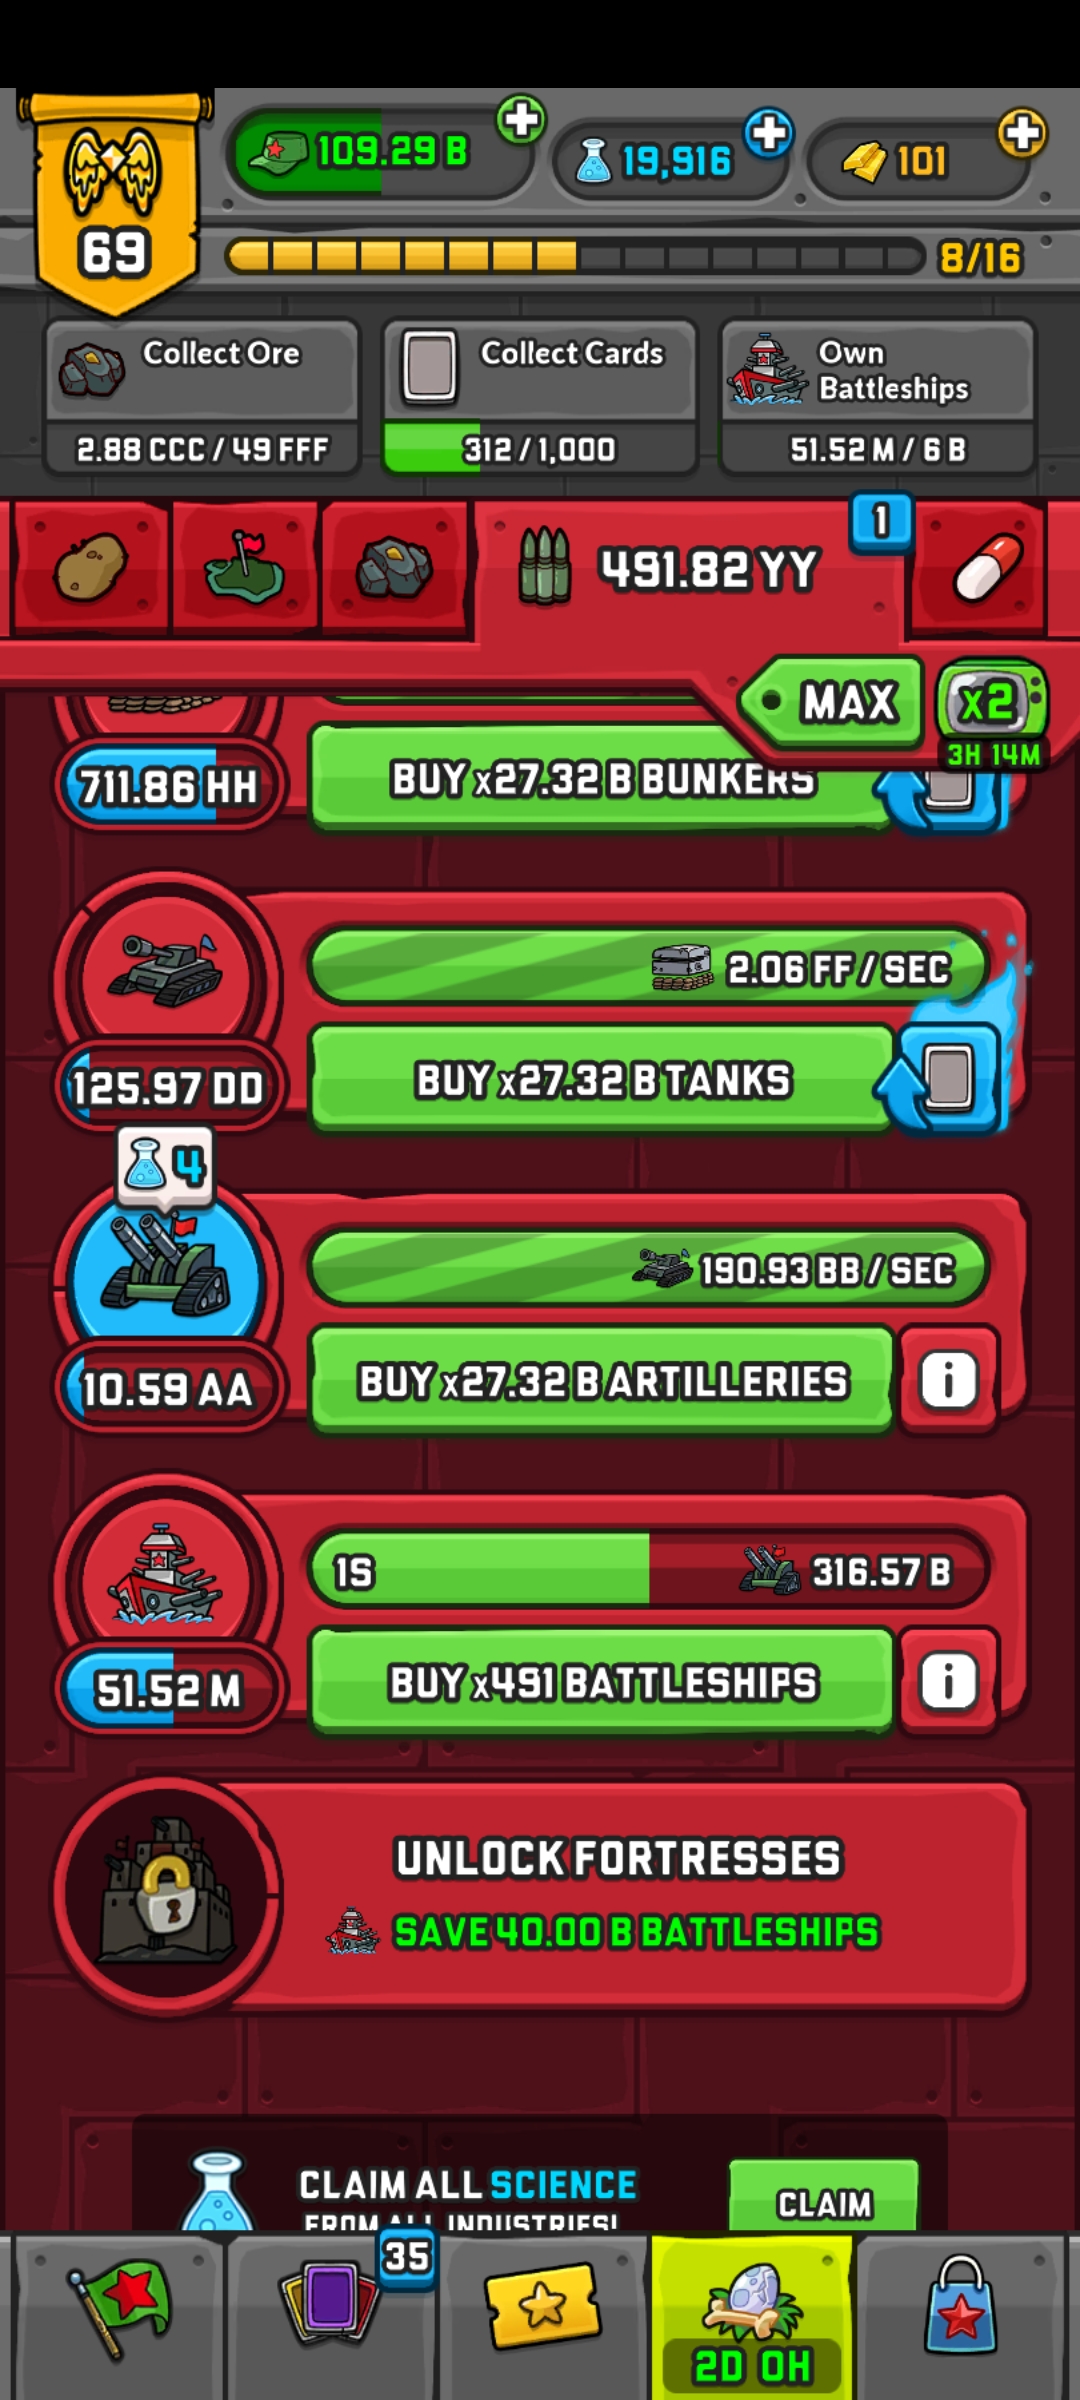 69
109.29 B
19,916
101
8/16
Collect Ore
2.88 CCC / 49 FFF
Collect Cards
312 / 1,000
Own
Battleships
51.52 M / 6 B
491.82 YY
1
MAX
x2
3H 14M
711.86 HH
BUY x27.32 B BUNKERS
2.06 FF / SEC
125.97 DD
BUY x27.32 B TANKS
4
190.93 BB / SEC
10.59 AA
BUY x27.32 B ARTILLERIES
i
1S
316.57 B
51.52 M
BUY x491 BATTLESHIPS
i
UNLOCK FORTRESSES
SAVE 40.00 B BATTLESHIPS
CLAIM ALL SCIENCE
FROM ALL INDUSTRIES!
CLAIM
35
2D 0H